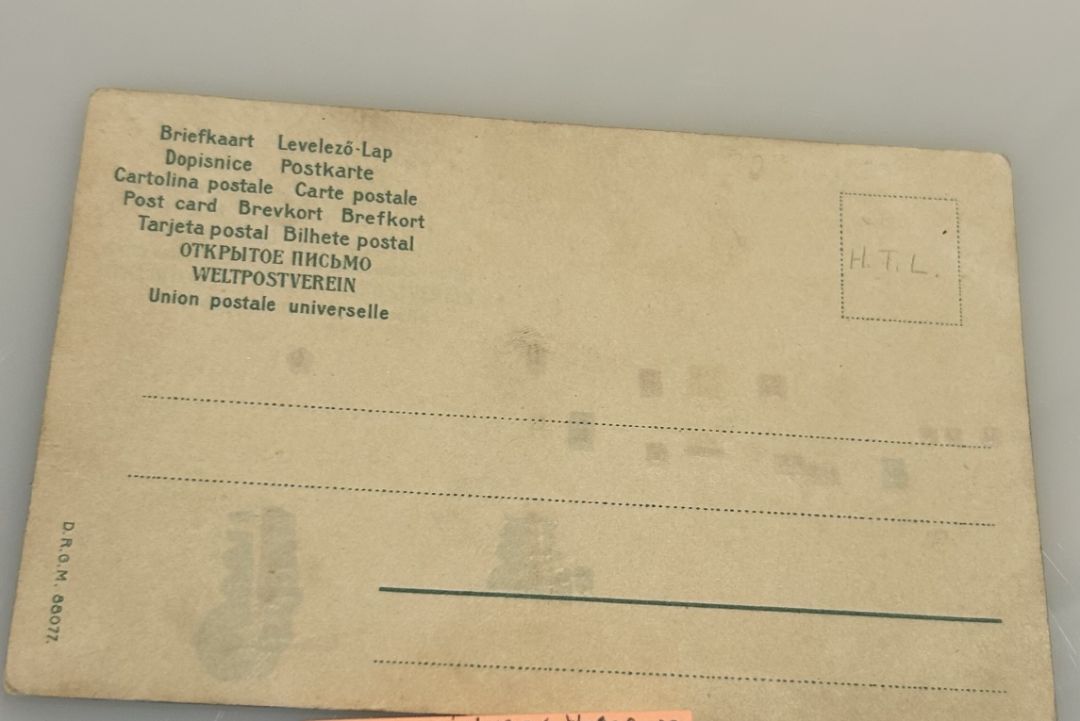 Briefkaart Levelező-Lap
Dopisnice Postkarte
Cartolina postale Carte postale
Post card Brevkort Brefkort
Tarjeta postal Bilhete postal
ОТКРЫТОЕ ПИСЬМО
WELTPOSTVEREIN
Union postale universelle
H. T. L.
D.R.G.M. 88077.